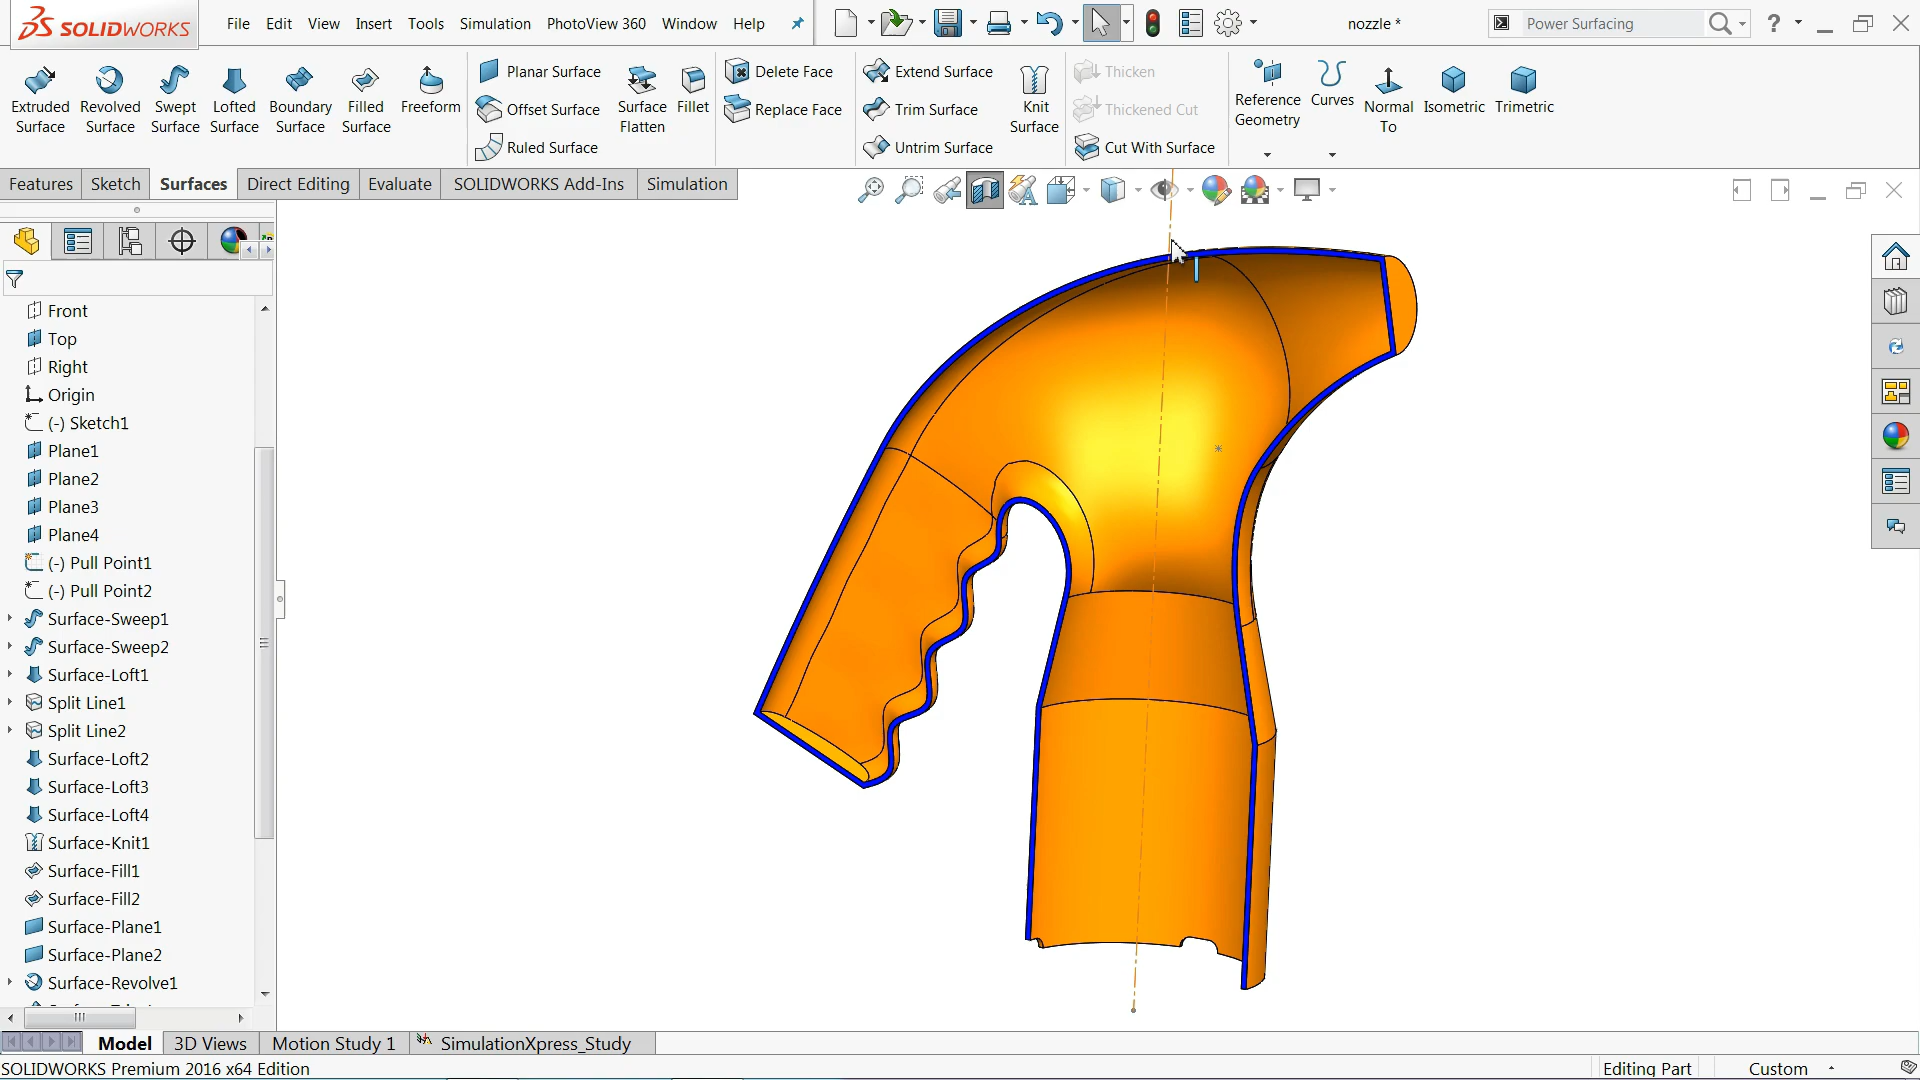 SOLIDWORKS
File Edit View Insert Tools Simulation PhotoView 360 Window Help
nozzle *
Power Surfacing
?
Extruded Surface
Revolved Surface
Swept Surface
Lofted Surface
Boundary Surface
Filled Surface
Freeform
Planar Surface
Offset Surface
Ruled Surface
Surface Flatten
Fillet
Delete Face
Replace Face
Extend Surface
Trim Surface
Untrim Surface
Knit Surface
Thicken
Thickened Cut
Cut With Surface
Reference Geometry
Curves
Normal To
Isometric
Trimetric
Features Sketch Surfaces Direct Editing Evaluate SOLIDWORKS Add-Ins Simulation
Front
Top
Right
Origin
(-) Sketch1
Plane1
Plane2
Plane3
Plane4
(-) Pull Point1
(-) Pull Point2
Surface-Sweep1
Surface-Sweep2
Surface-Loft1
Split Line1
Split Line2
Surface-Loft2
Surface-Loft3
Surface-Loft4
Surface-Knit1
Surface-Fill1
Surface-Fill2
Surface-Plane1
Surface-Plane2
Surface-Revolve1
Model 3D Views Motion Study 1 SimulationXpress_Study
SOLIDWORKS Premium 2016 x64 Edition
Editing Part
Custom